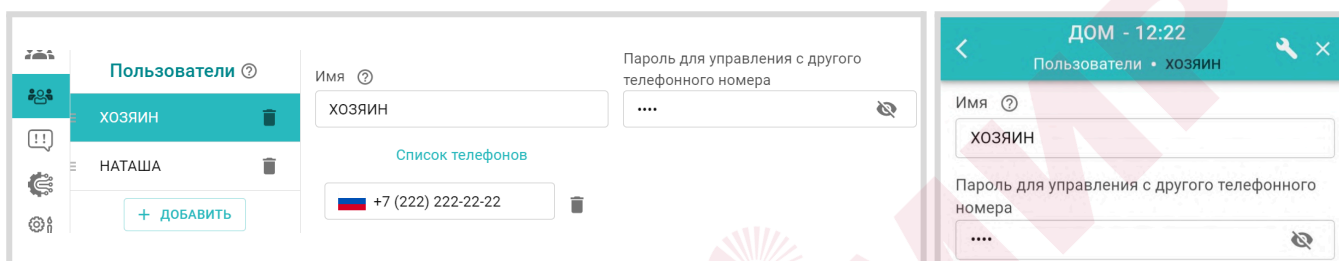 Пользователи
ХОЗЯИН
НАТАША
+ ДОБАВИТЬ
Имя
ХОЗЯИН
Пароль для управления с другого
телефонного номера
••••
Список телефонов
+7 (222) 222-22-22
ДОМ - 12:22
Пользователи • ХОЗЯИН
Имя
ХОЗЯИН
Пароль для управления с другого телефонного
номера
••••